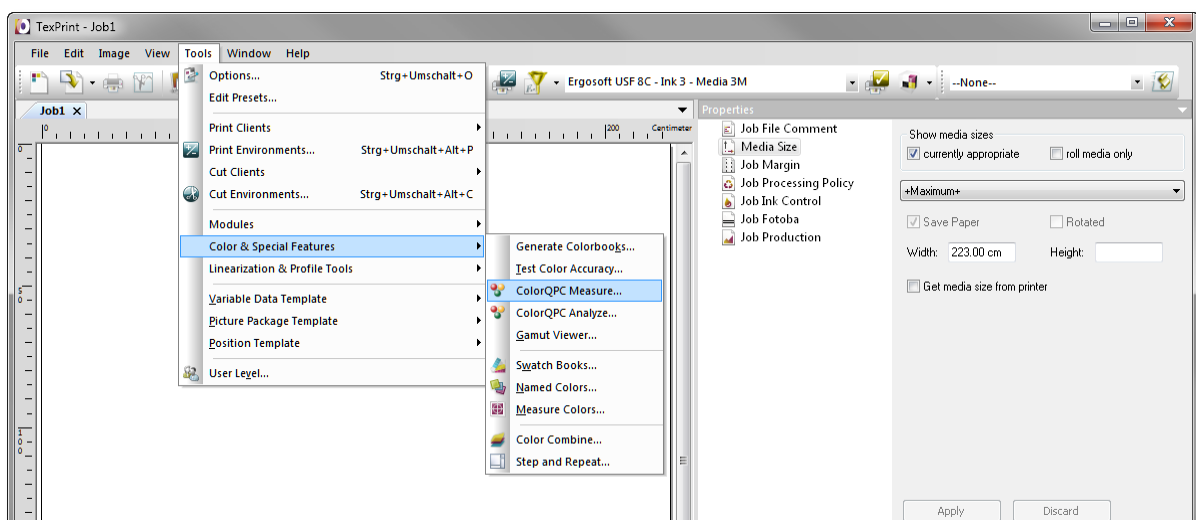 TexPrint - Job1
File Edit Image View Tools Window Help
Ergosoft USF 8C - Ink 3 - Media 3M
--None--
Job1
Options... Strg+Umschalt+O
Edit Presets...
Print Clients
Print Environments... Strg+Umschalt+Alt+P
Cut Clients
Cut Environments... Strg+Umschalt+Alt+C
Modules
Color & Special Features
Linearization & Profile Tools
Variable Data Template
Picture Package Template
Position Template
User Level...
Generate Colorbooks...
Test Color Accuracy...
ColorQPC Measure...
ColorQPC Analyze...
Gamut Viewer...
Swatch Books...
Named Colors...
Measure Colors...
Color Combine...
Step and Repeat...
0
200
Centimeter
0
50
100
Properties
Job File Comment
Media Size
Job Margin
Job Processing Policy
Job Ink Control
Job Fotoba
Job Production
Show media sizes
currently appropriate
roll media only
+Maximum+
Save Paper
Rotated
Width: 223.00 cm Height:
Get media size from printer
Apply
Discard